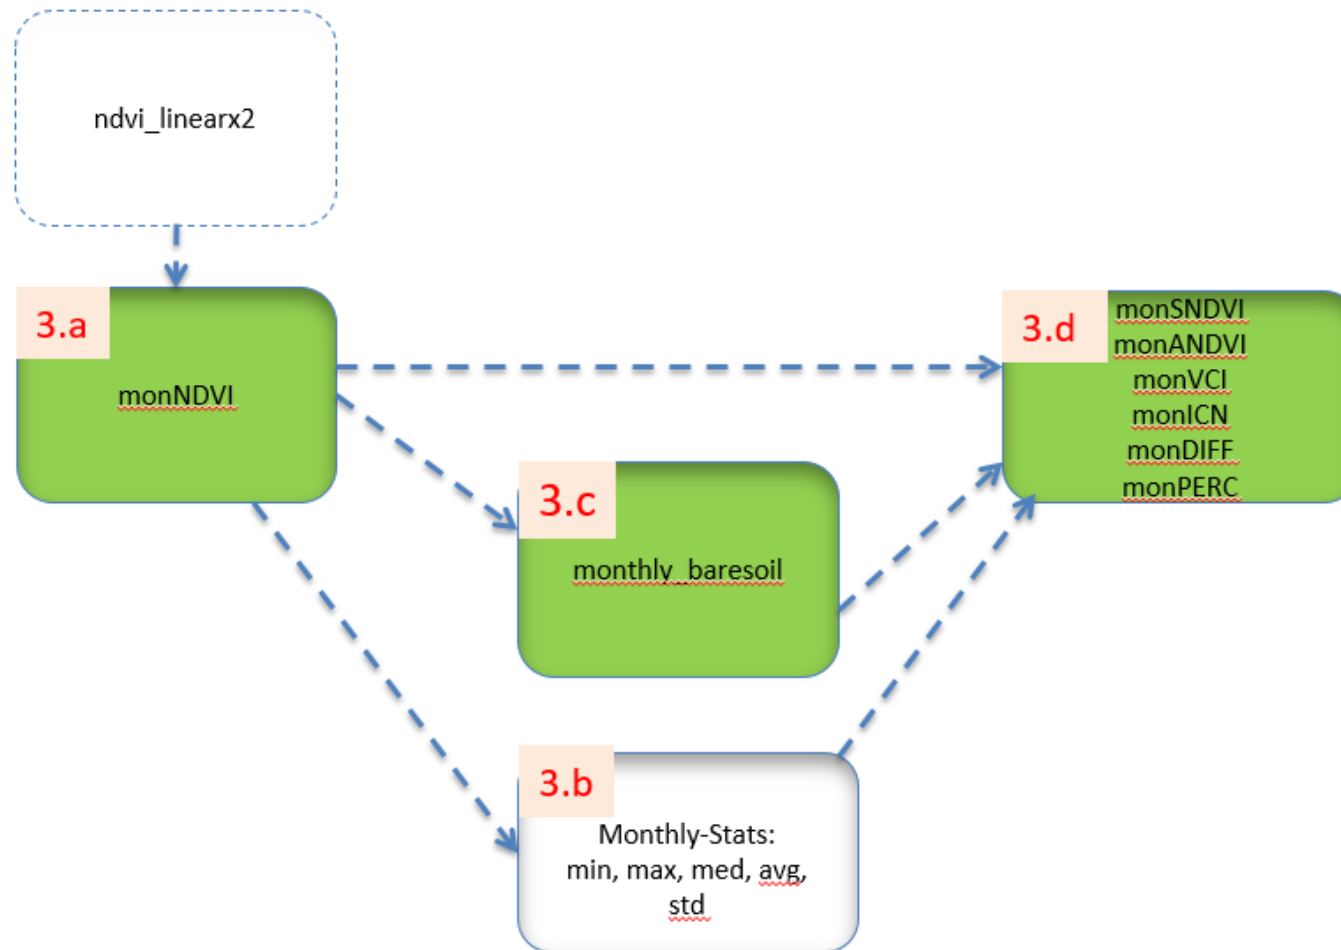 ndvi_linearx2
3.a
monNDVI
3.d
monSNDVI
monANDVI
monVCI
monICN
monDIFF
monPERC
3.c
monthly_baresoil
3.b
Monthly-Stats:
min, max, med, avg,
std